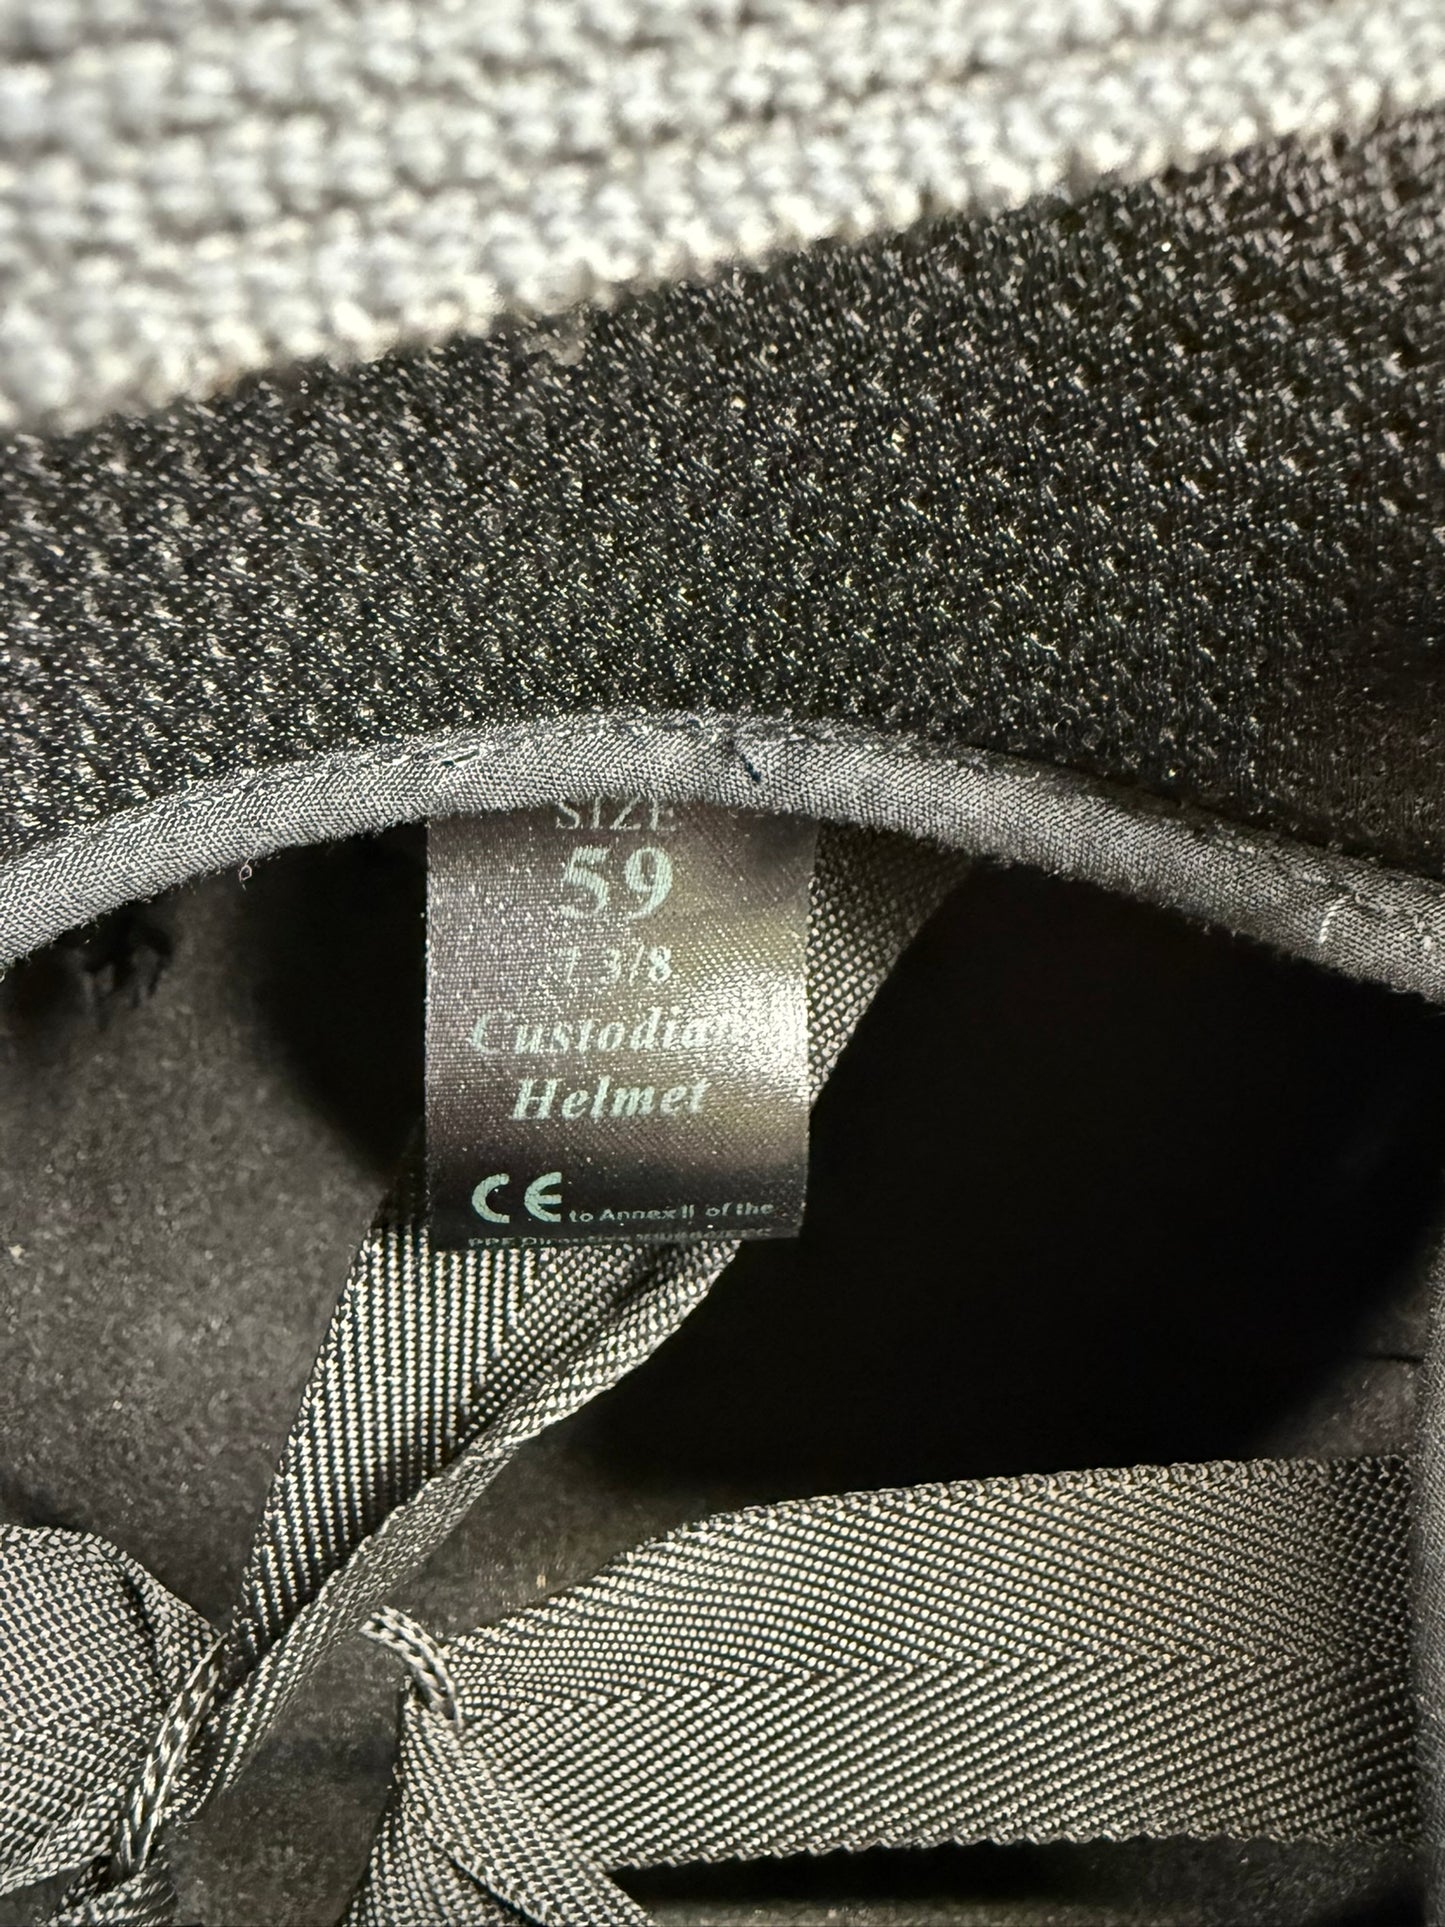 SIZE
59
7 3/8
Custodian
Helmet
CE to Annex II of the